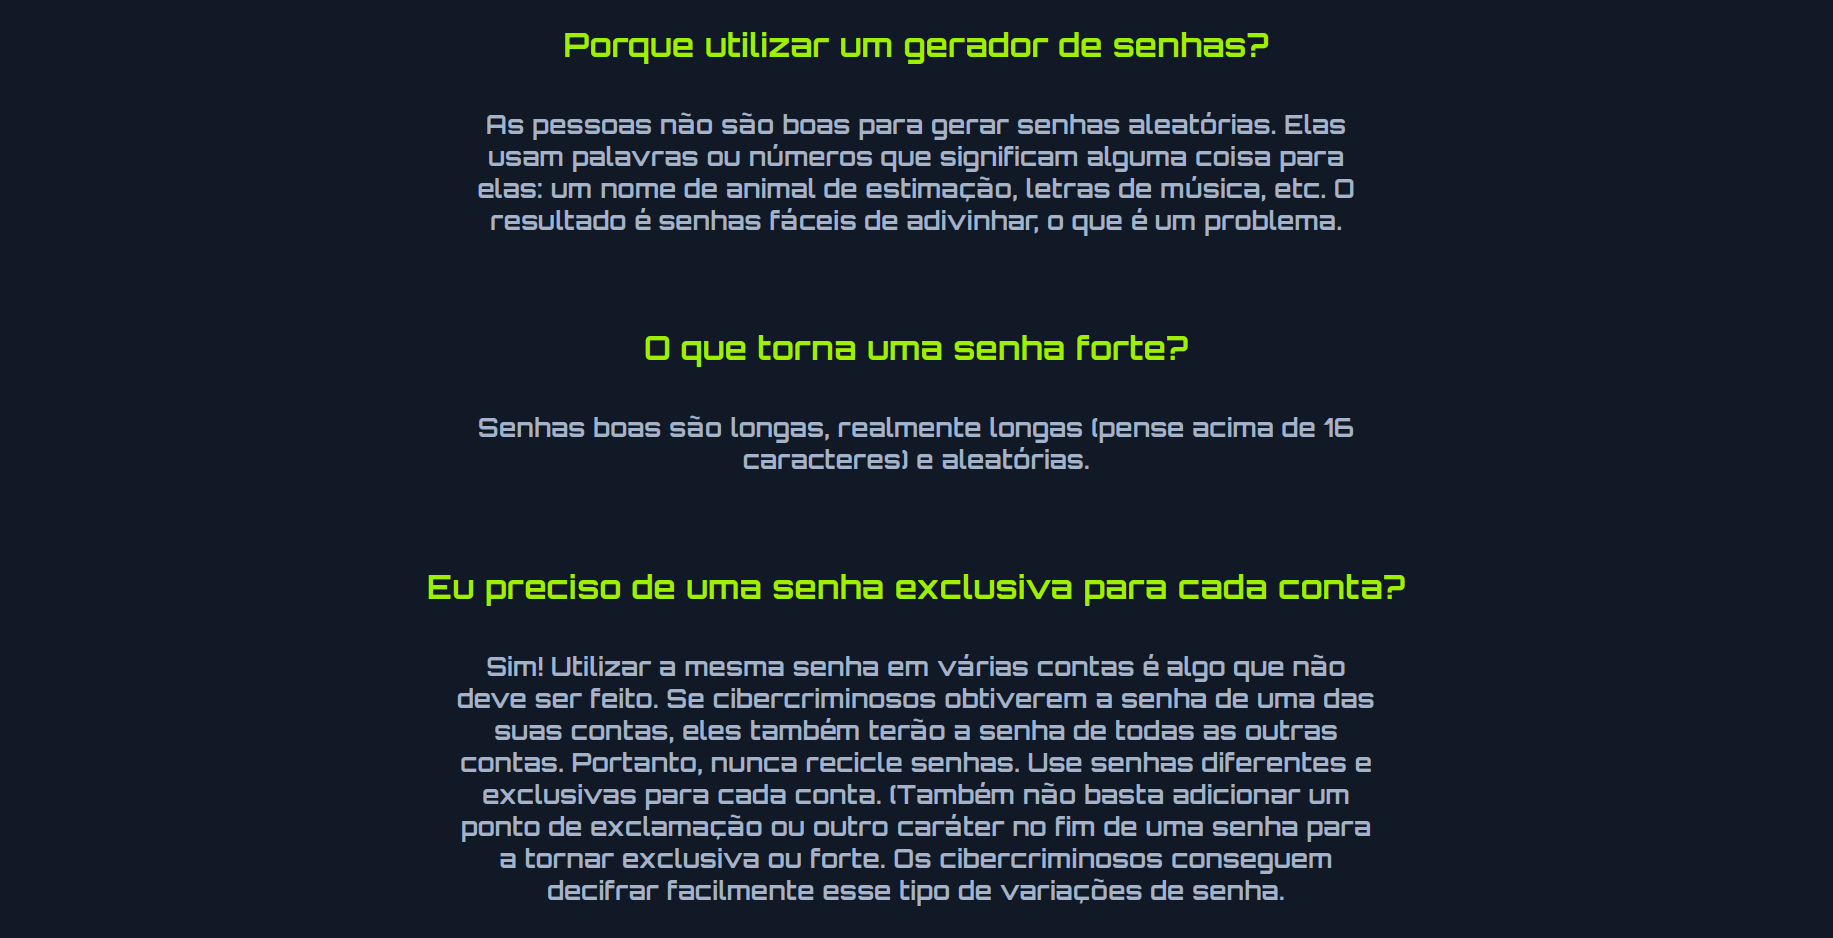 Porque utilizar um gerador de senhas?
As pessoas não são boas para gerar senhas aleatórias. Elas
usam palavras ou números que significam alguma coisa para
elas: um nome de animal de estimação, letras de música, etc. O
resultado é senhas fáceis de adivinhar, o que é um problema.
O que torna uma senha forte?
Senhas boas são longas, realmente longas (pense acima de 16
caracteres) e aleatórias.
Eu preciso de uma senha exclusiva para cada conta?
Sim! Utilizar a mesma senha em várias contas é algo que não
deve ser feito. Se cibercriminosos obtiverem a senha de uma das
suas contas, eles também terão a senha de todas as outras
contas. Portanto, nunca recicle senhas. Use senhas diferentes e
exclusivas para cada conta. (Também não basta adicionar um
ponto de exclamação ou outro caráter no fim de uma senha para
a tornar exclusiva ou forte. Os cibercriminosos conseguem
decifrar facilmente esse tipo de variações de senha.